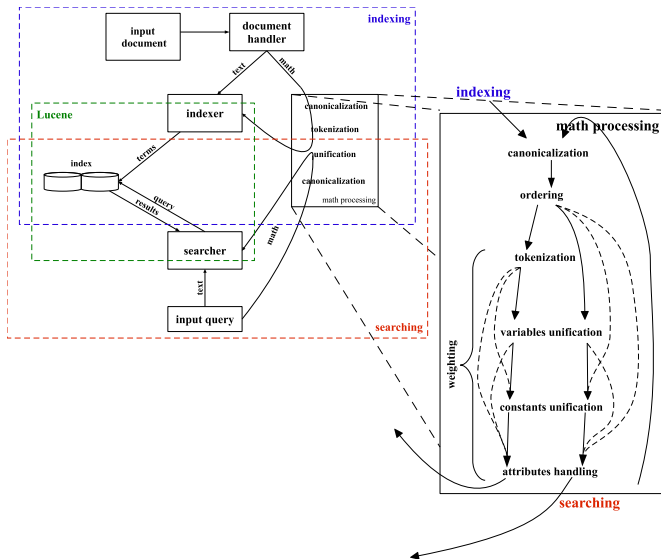 input
document
document
handler
indexing
text
math
Lucene
indexer
canonicalization
tokenization
unification
canonicalization
math processing
terms
index
query
results
searcher
math
text
input query
searching
indexing
math processing
canonicalization
ordering
tokenization
variables unification
weighting
constants unification
attributes handling
searching